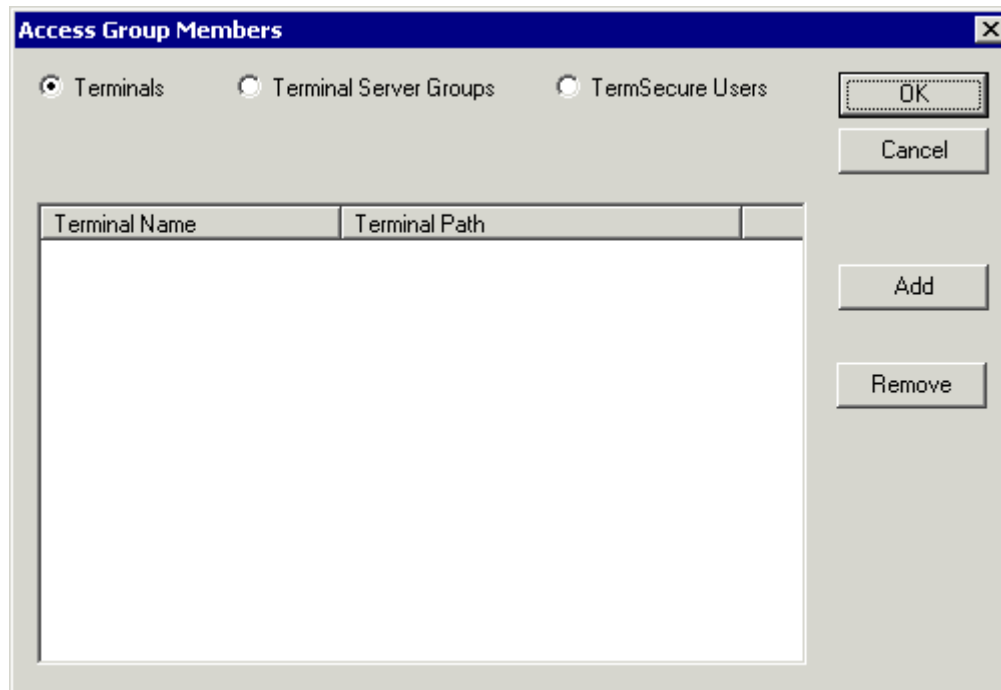 Access Group Members
Terminals
Terminal Server Groups
TermSecure Users
OK
Cancel
Terminal Name
Terminal Path
Add
Remove